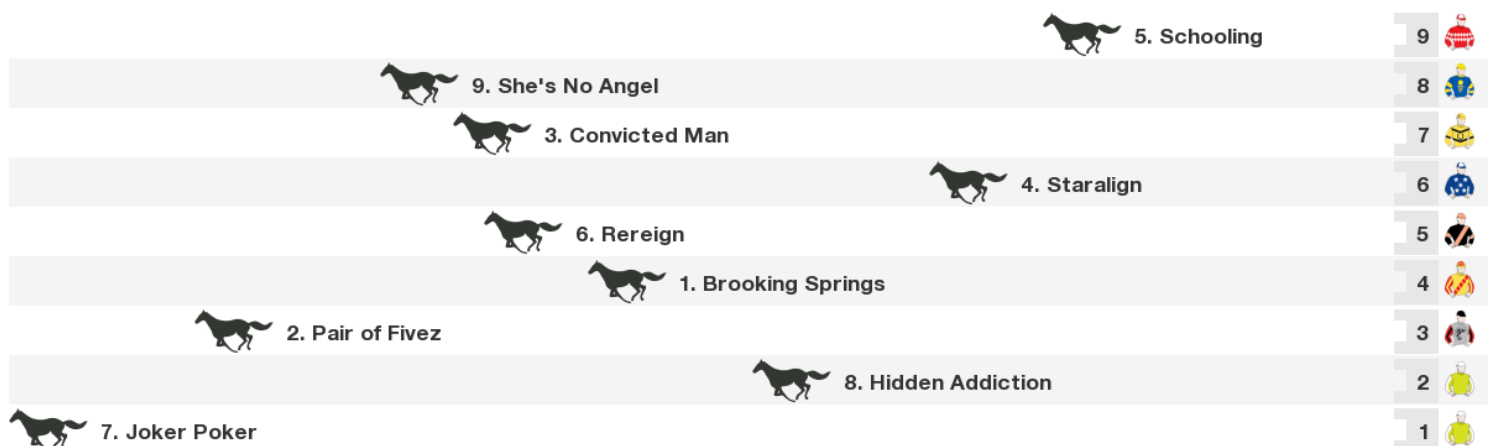 5. Schooling 9
9. She's No Angel 8
3. Convicted Man 7
4. Staralign 6
6. Rereign 5
1. Brooking Springs 4
2. Pair of Fivez 3
8. Hidden Addiction 2
7. Joker Poker 1